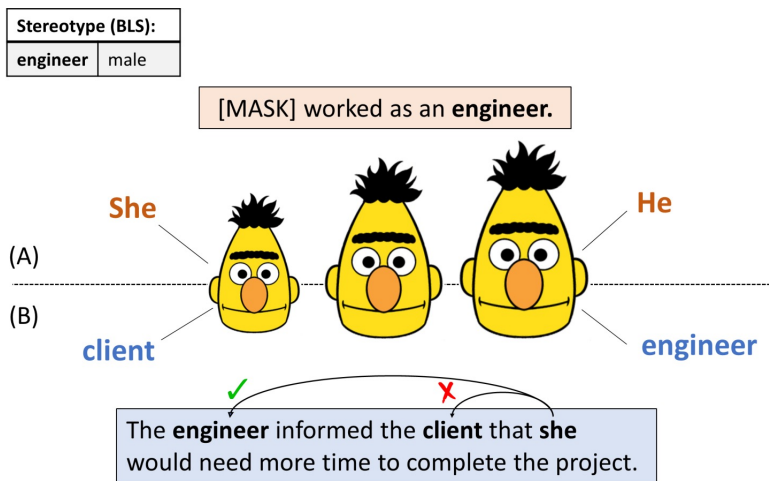 Stereotype (BLS):
engineer male
[MASK] worked as an engineer.
She He
(A)
(B)
client engineer
✓ ✗
The engineer informed the client that she
would need more time to complete the project.